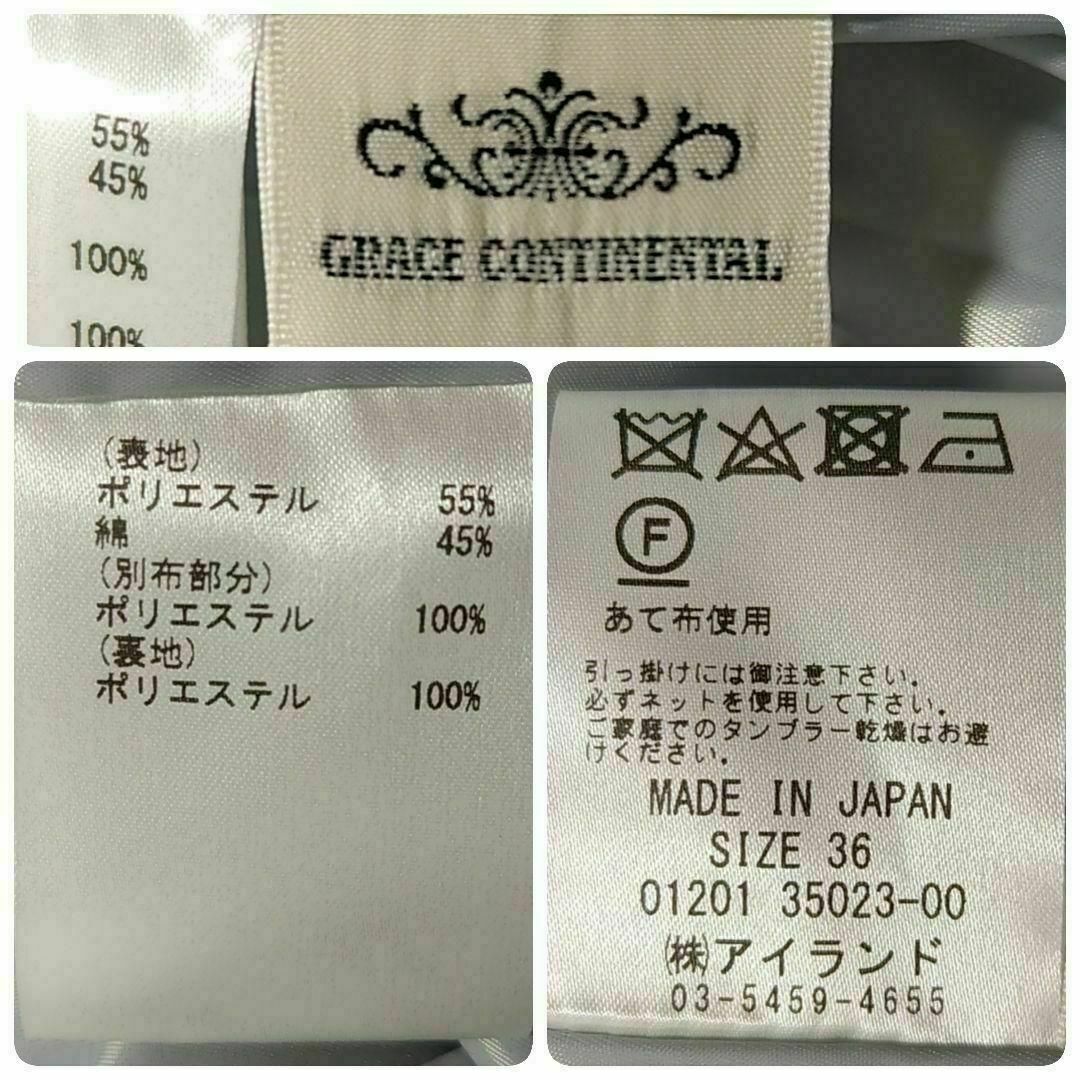 55%
45%
100%
100%
GRACE CONTINENTAL
(表地)
ポリエステル 55%
綿 45%
(別布部分)
ポリエステル 100%
(裏地)
ポリエステル 100%
F
あて布使用
引っ掛けには御注意下さい.
必ずネットを使用して下さい.
ご家庭でのタンブラー乾燥はお避
けください.
MADE IN JAPAN
SIZE 36
01201 35023-00
㈱アイランド
03-5459-4655